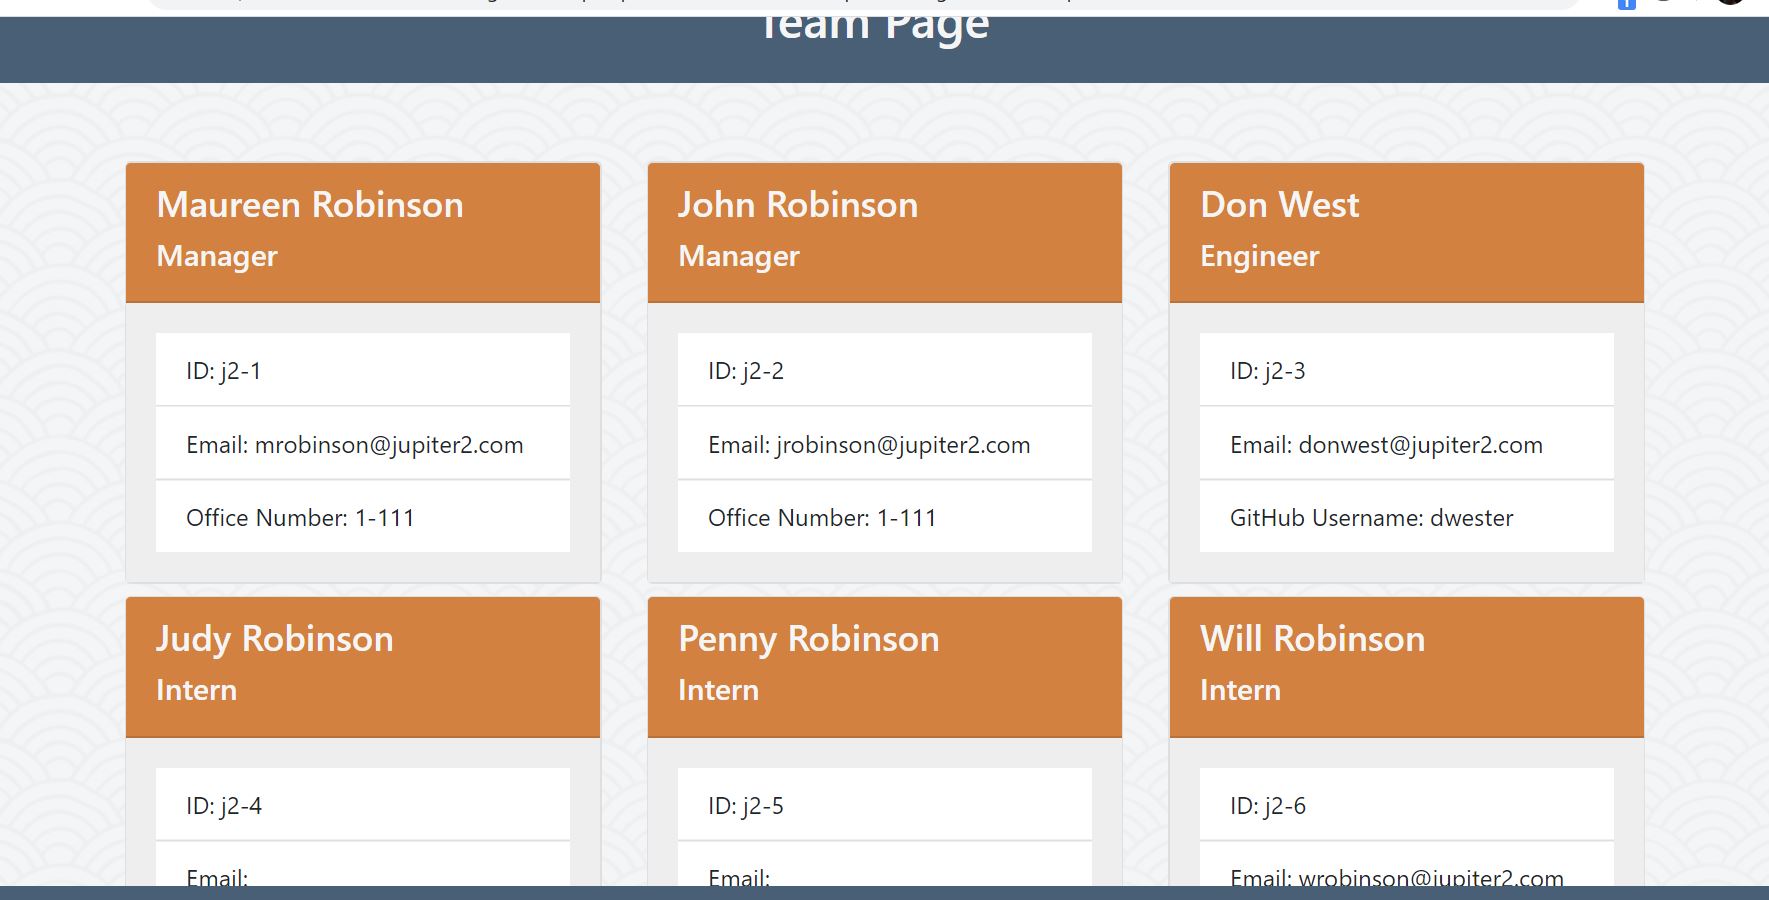 Team Page
Maureen Robinson
Manager
ID: j2-1
Email: mrobinson@jupiter2.com
Office Number: 1-111
John Robinson
Manager
ID: j2-2
Email: jrobinson@jupiter2.com
Office Number: 1-111
Don West
Engineer
ID: j2-3
Email: donwest@jupiter2.com
GitHub Username: dwester
Judy Robinson
Intern
ID: j2-4
Email:
Penny Robinson
Intern
ID: j2-5
Email:
Will Robinson
Intern
ID: j2-6
Email: wrobinson@jupiter2.com